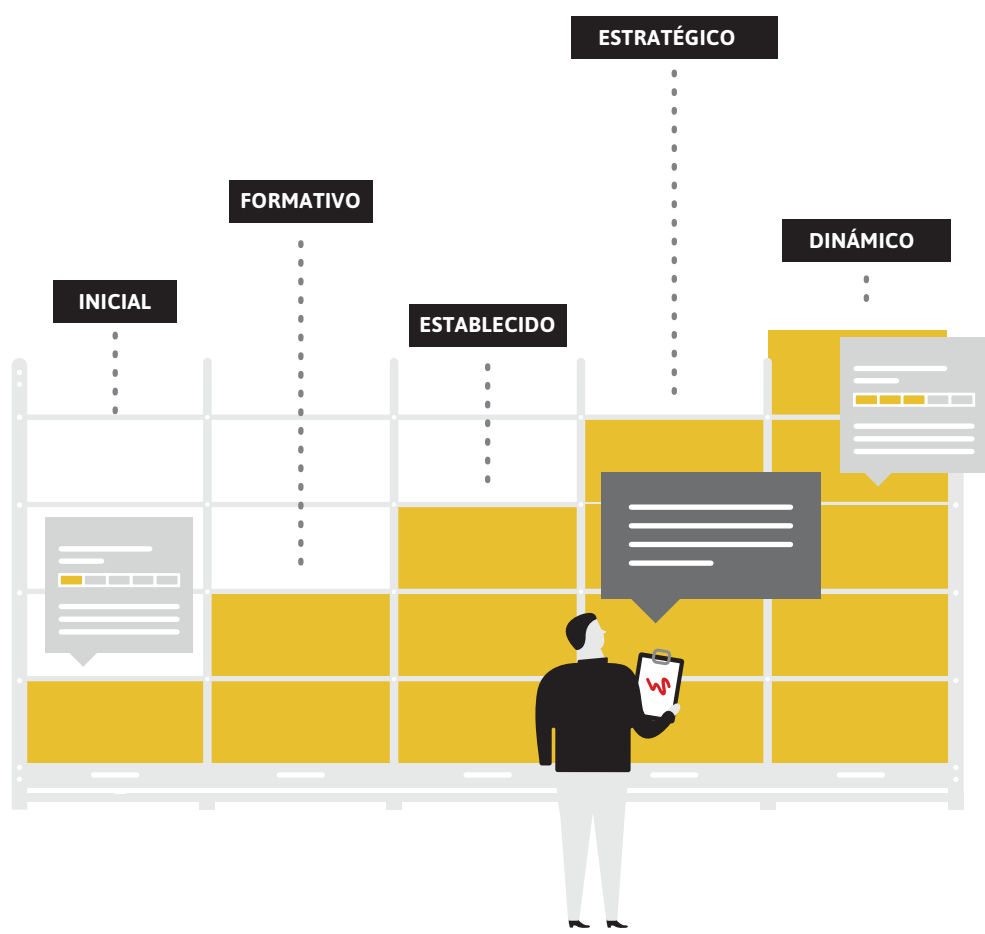 INICIAL
FORMATIVO
ESTABLECIDO
ESTRATÉGICO
DINÁMICO